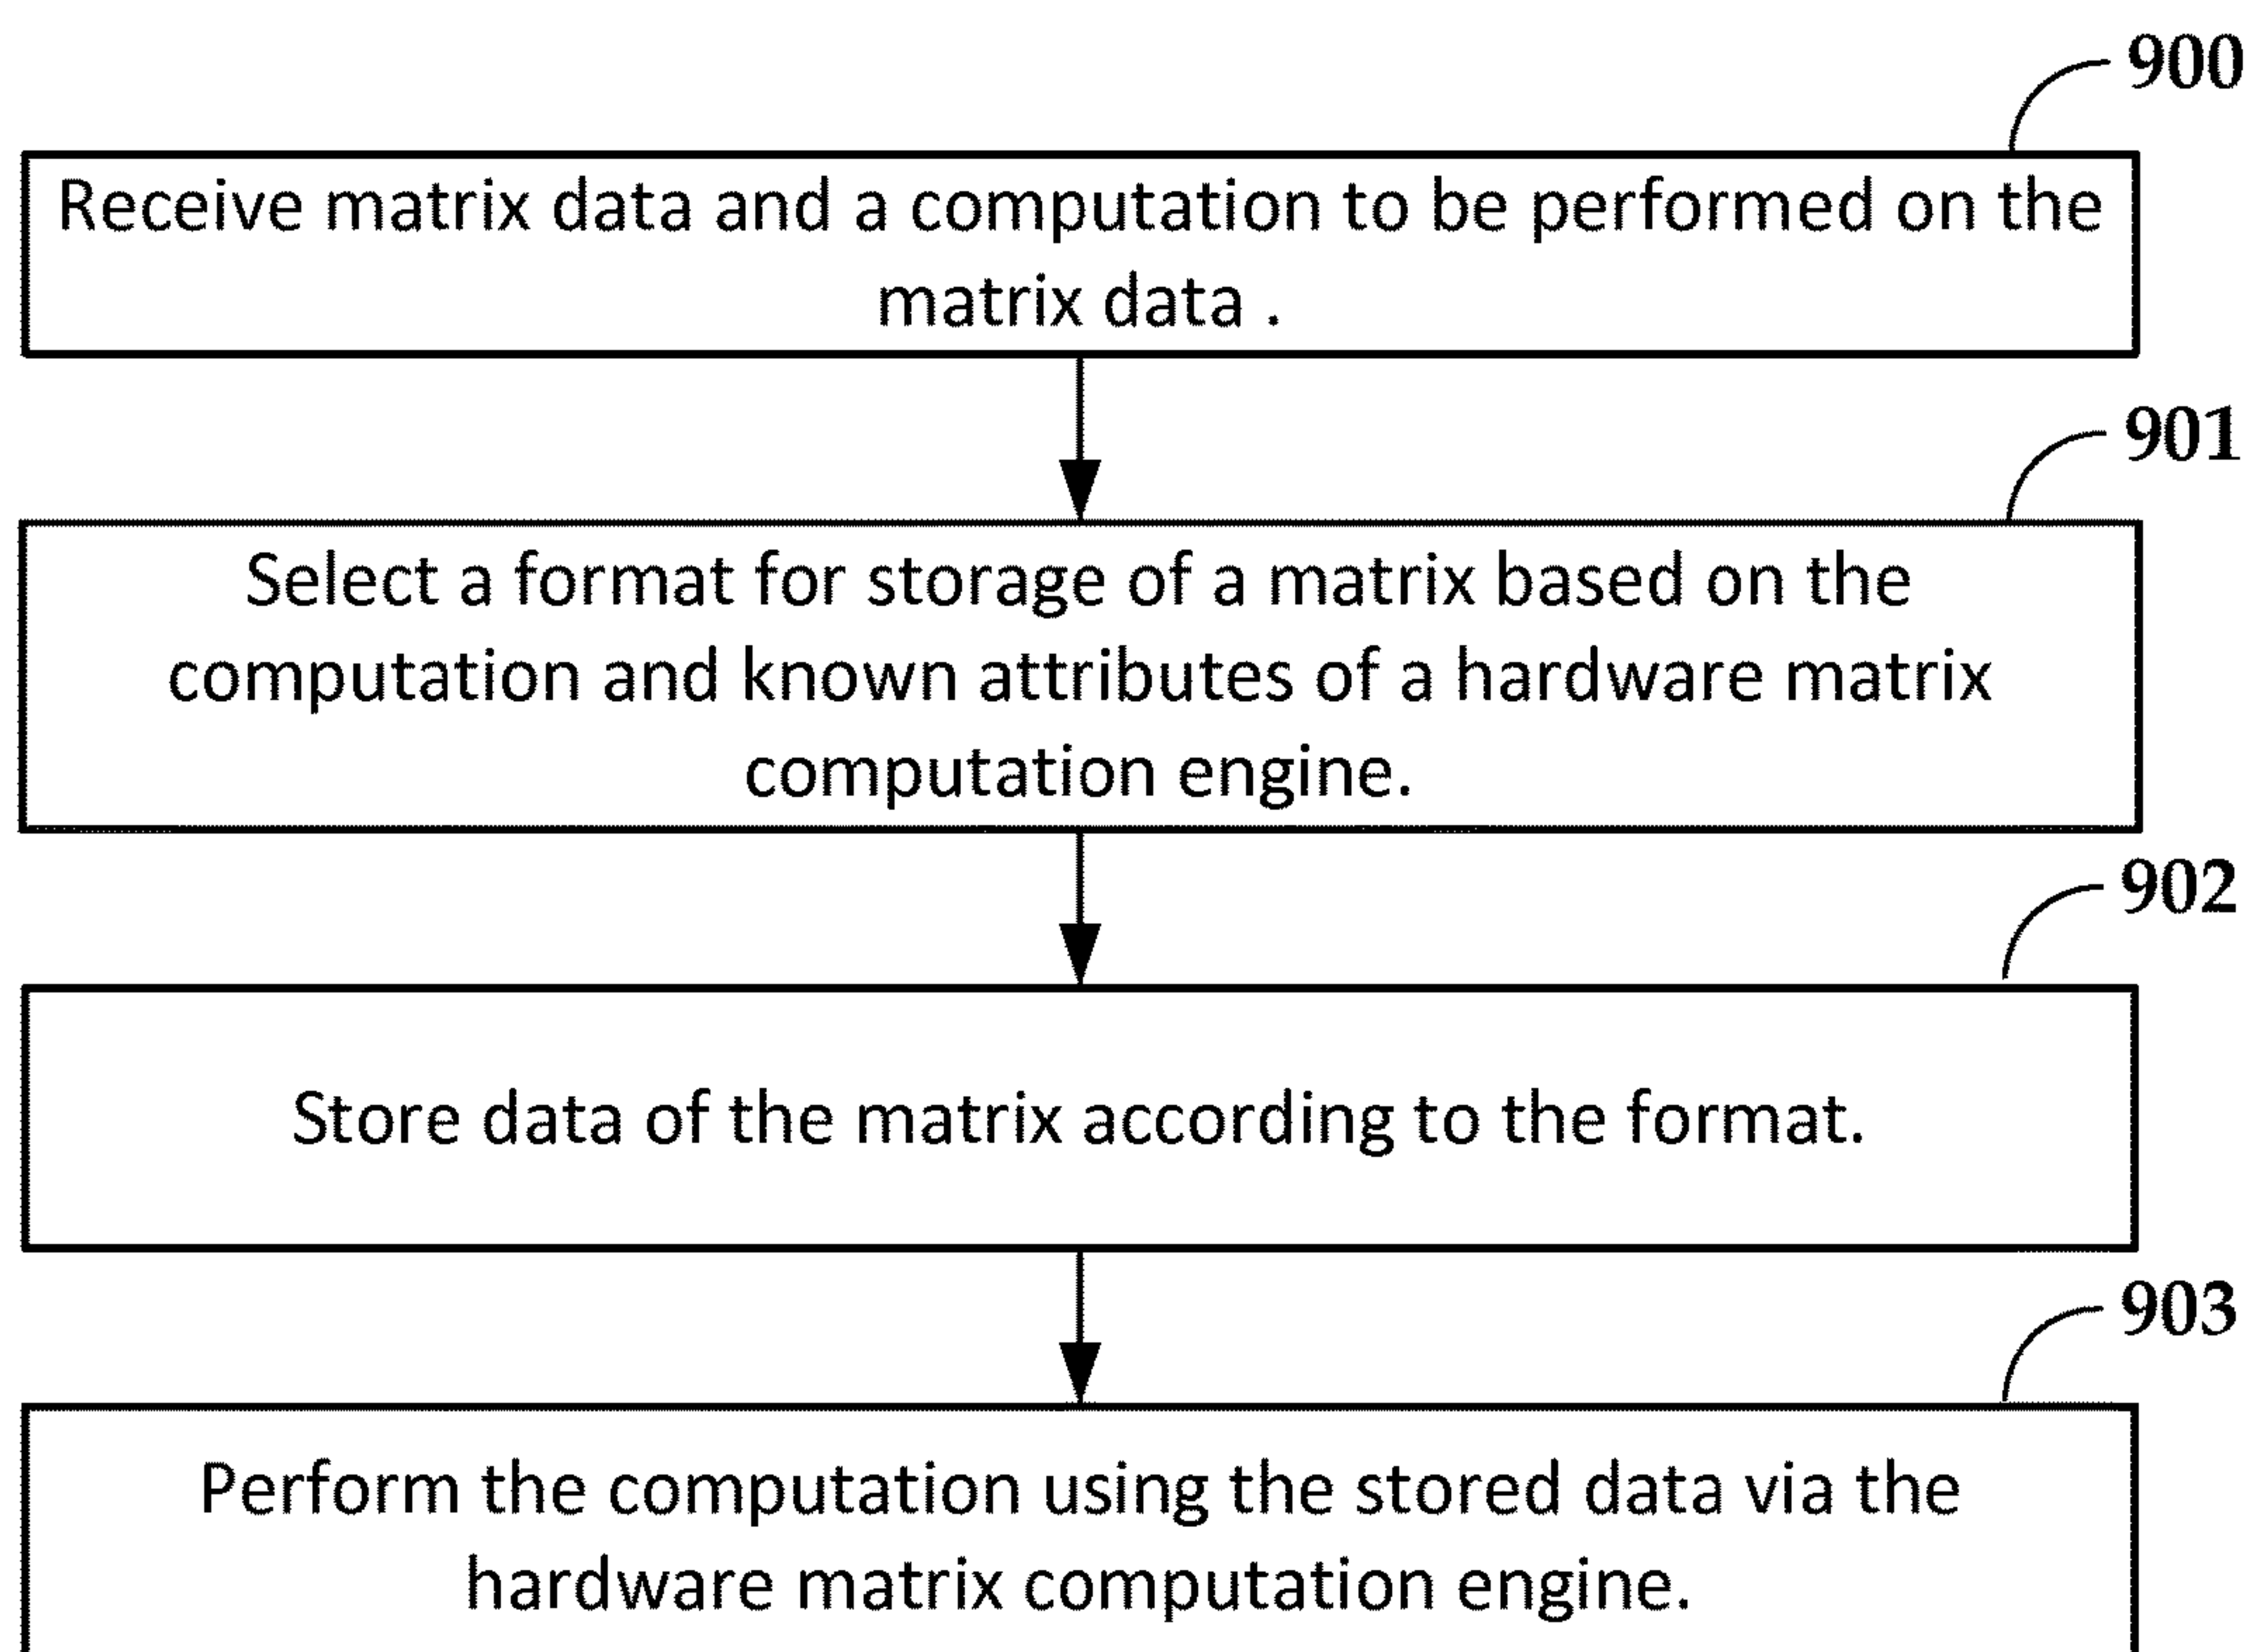 900
Receive matrix data and a computation to be performed on the
matrix data .
901
Select a format for storage of a matrix based on the
computation and known attributes of a hardware matrix
computation engine.
902
Store data of the matrix according to the format.
903
Perform the computation using the stored data via the
hardware matrix computation engine.